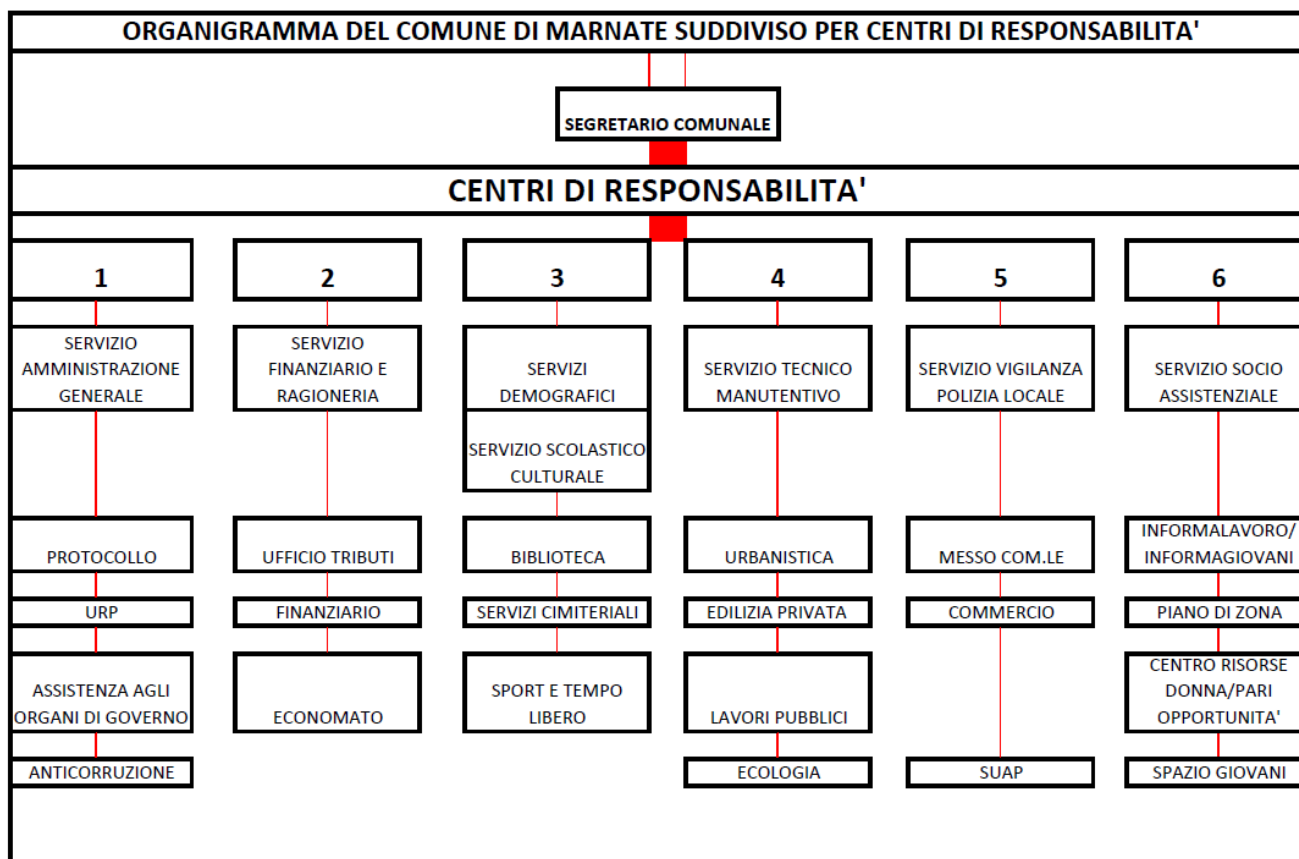 ORGANIGRAMMA DEL COMUNE DI MARNATE SUDDIVISO PER CENTRI DI RESPONSABILITA'
SEGRETARIO COMUNALE
CENTRI DI RESPONSABILITA'
1
2
3
4
5
6
SERVIZIO
AMMINISTRAZIONE
GENERALE
SERVIZIO
FINANZIARIO E
RAGIONERIA
SERVIZI
DEMOGRAFICI
SERVIZIO TECNICO
MANUTENTIVO
SERVIZIO VIGILANZA
POLIZIA LOCALE
SERVIZIO SOCIO
ASSISTENZIALE
SERVIZIO SCOLASTICO
CULTURALE
PROTOCOLLO
UFFICIO TRIBUTI
BIBLIOTECA
URBANISTICA
MESSO COM.LE
INFORMALAVORO/
INFORMAGIOVANI
URP
FINANZIARIO
SERVIZI CIMITERIALI
EDILIZIA PRIVATA
COMMERCIO
PIANO DI ZONA
ASSISTENZA AGLI
ORGANI DI GOVERNO
ECONOMATO
SPORT E TEMPO
LIBERO
LAVORI PUBBLICI
CENTRO RISORSE
DONNA/PARI
OPPORTUNITA'
ANTICORRUZIONE
ECOLOGIA
SUAP
SPAZIO GIOVANI